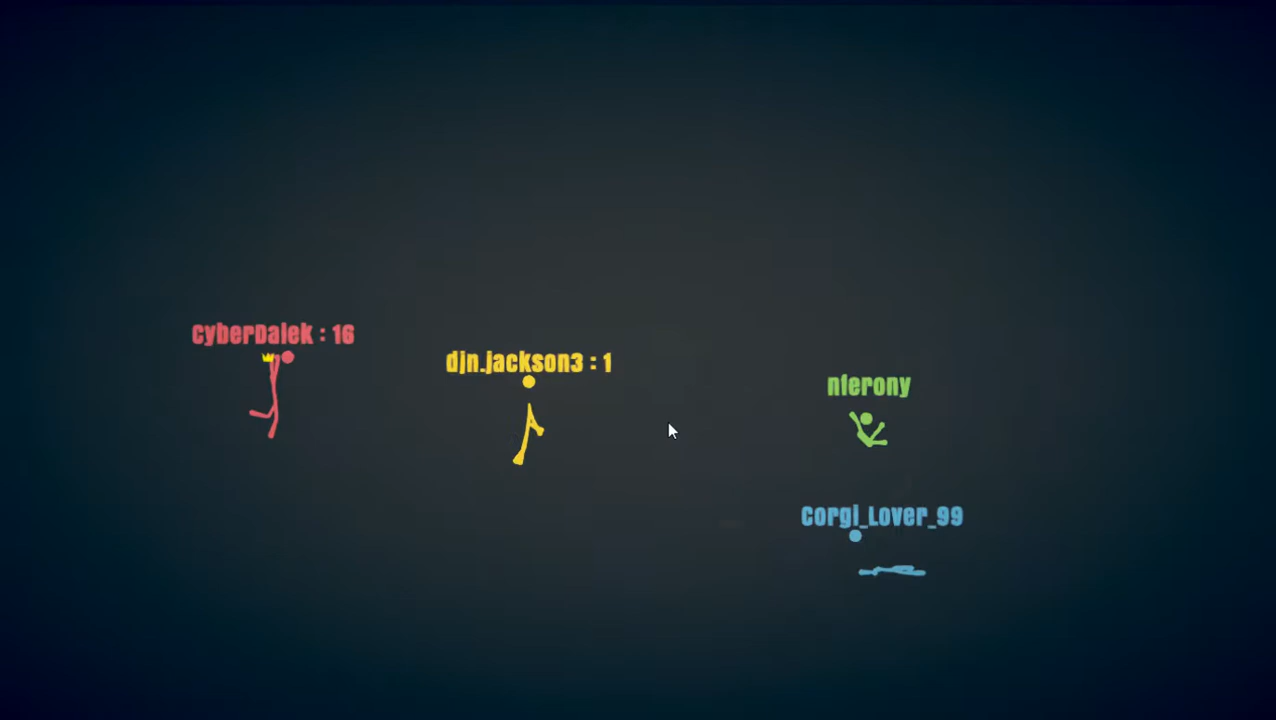 CyberDalek : 16
djn.jackson3 : 1
nferony
Corgi_Lover_99